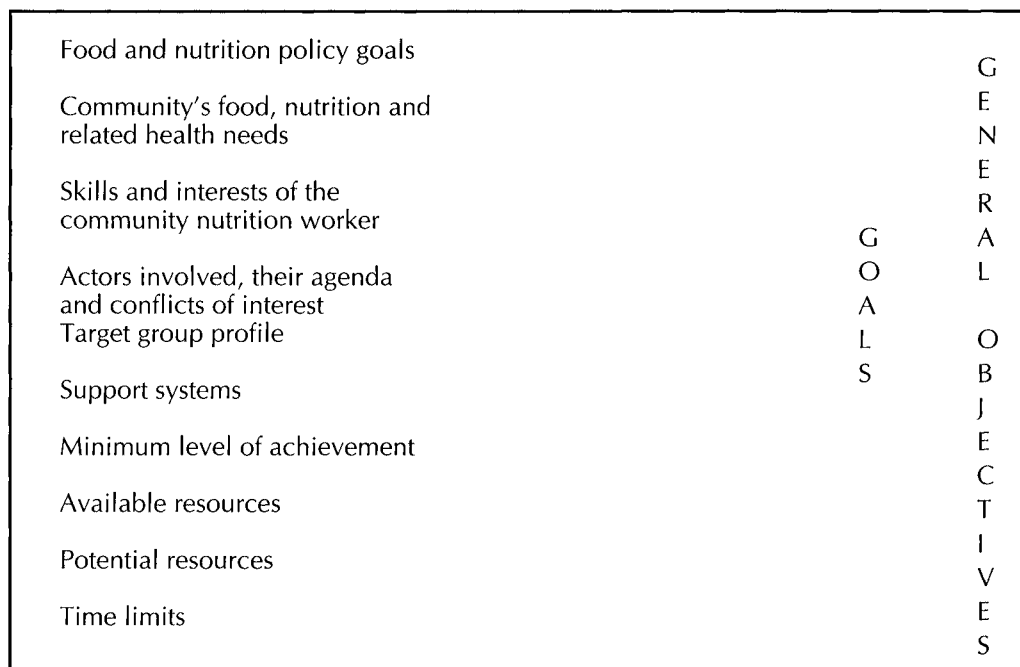 Food and nutrition policy goals
Community's food, nutrition and
related health needs
Skills and interests of the
community nutrition worker
Actors involved, their agenda
and conflicts of interest
Target group profile
Support systems
Minimum level of achievement
Available resources
Potential resources
Time limits
GOALS
GENERAL OBJECTIVES